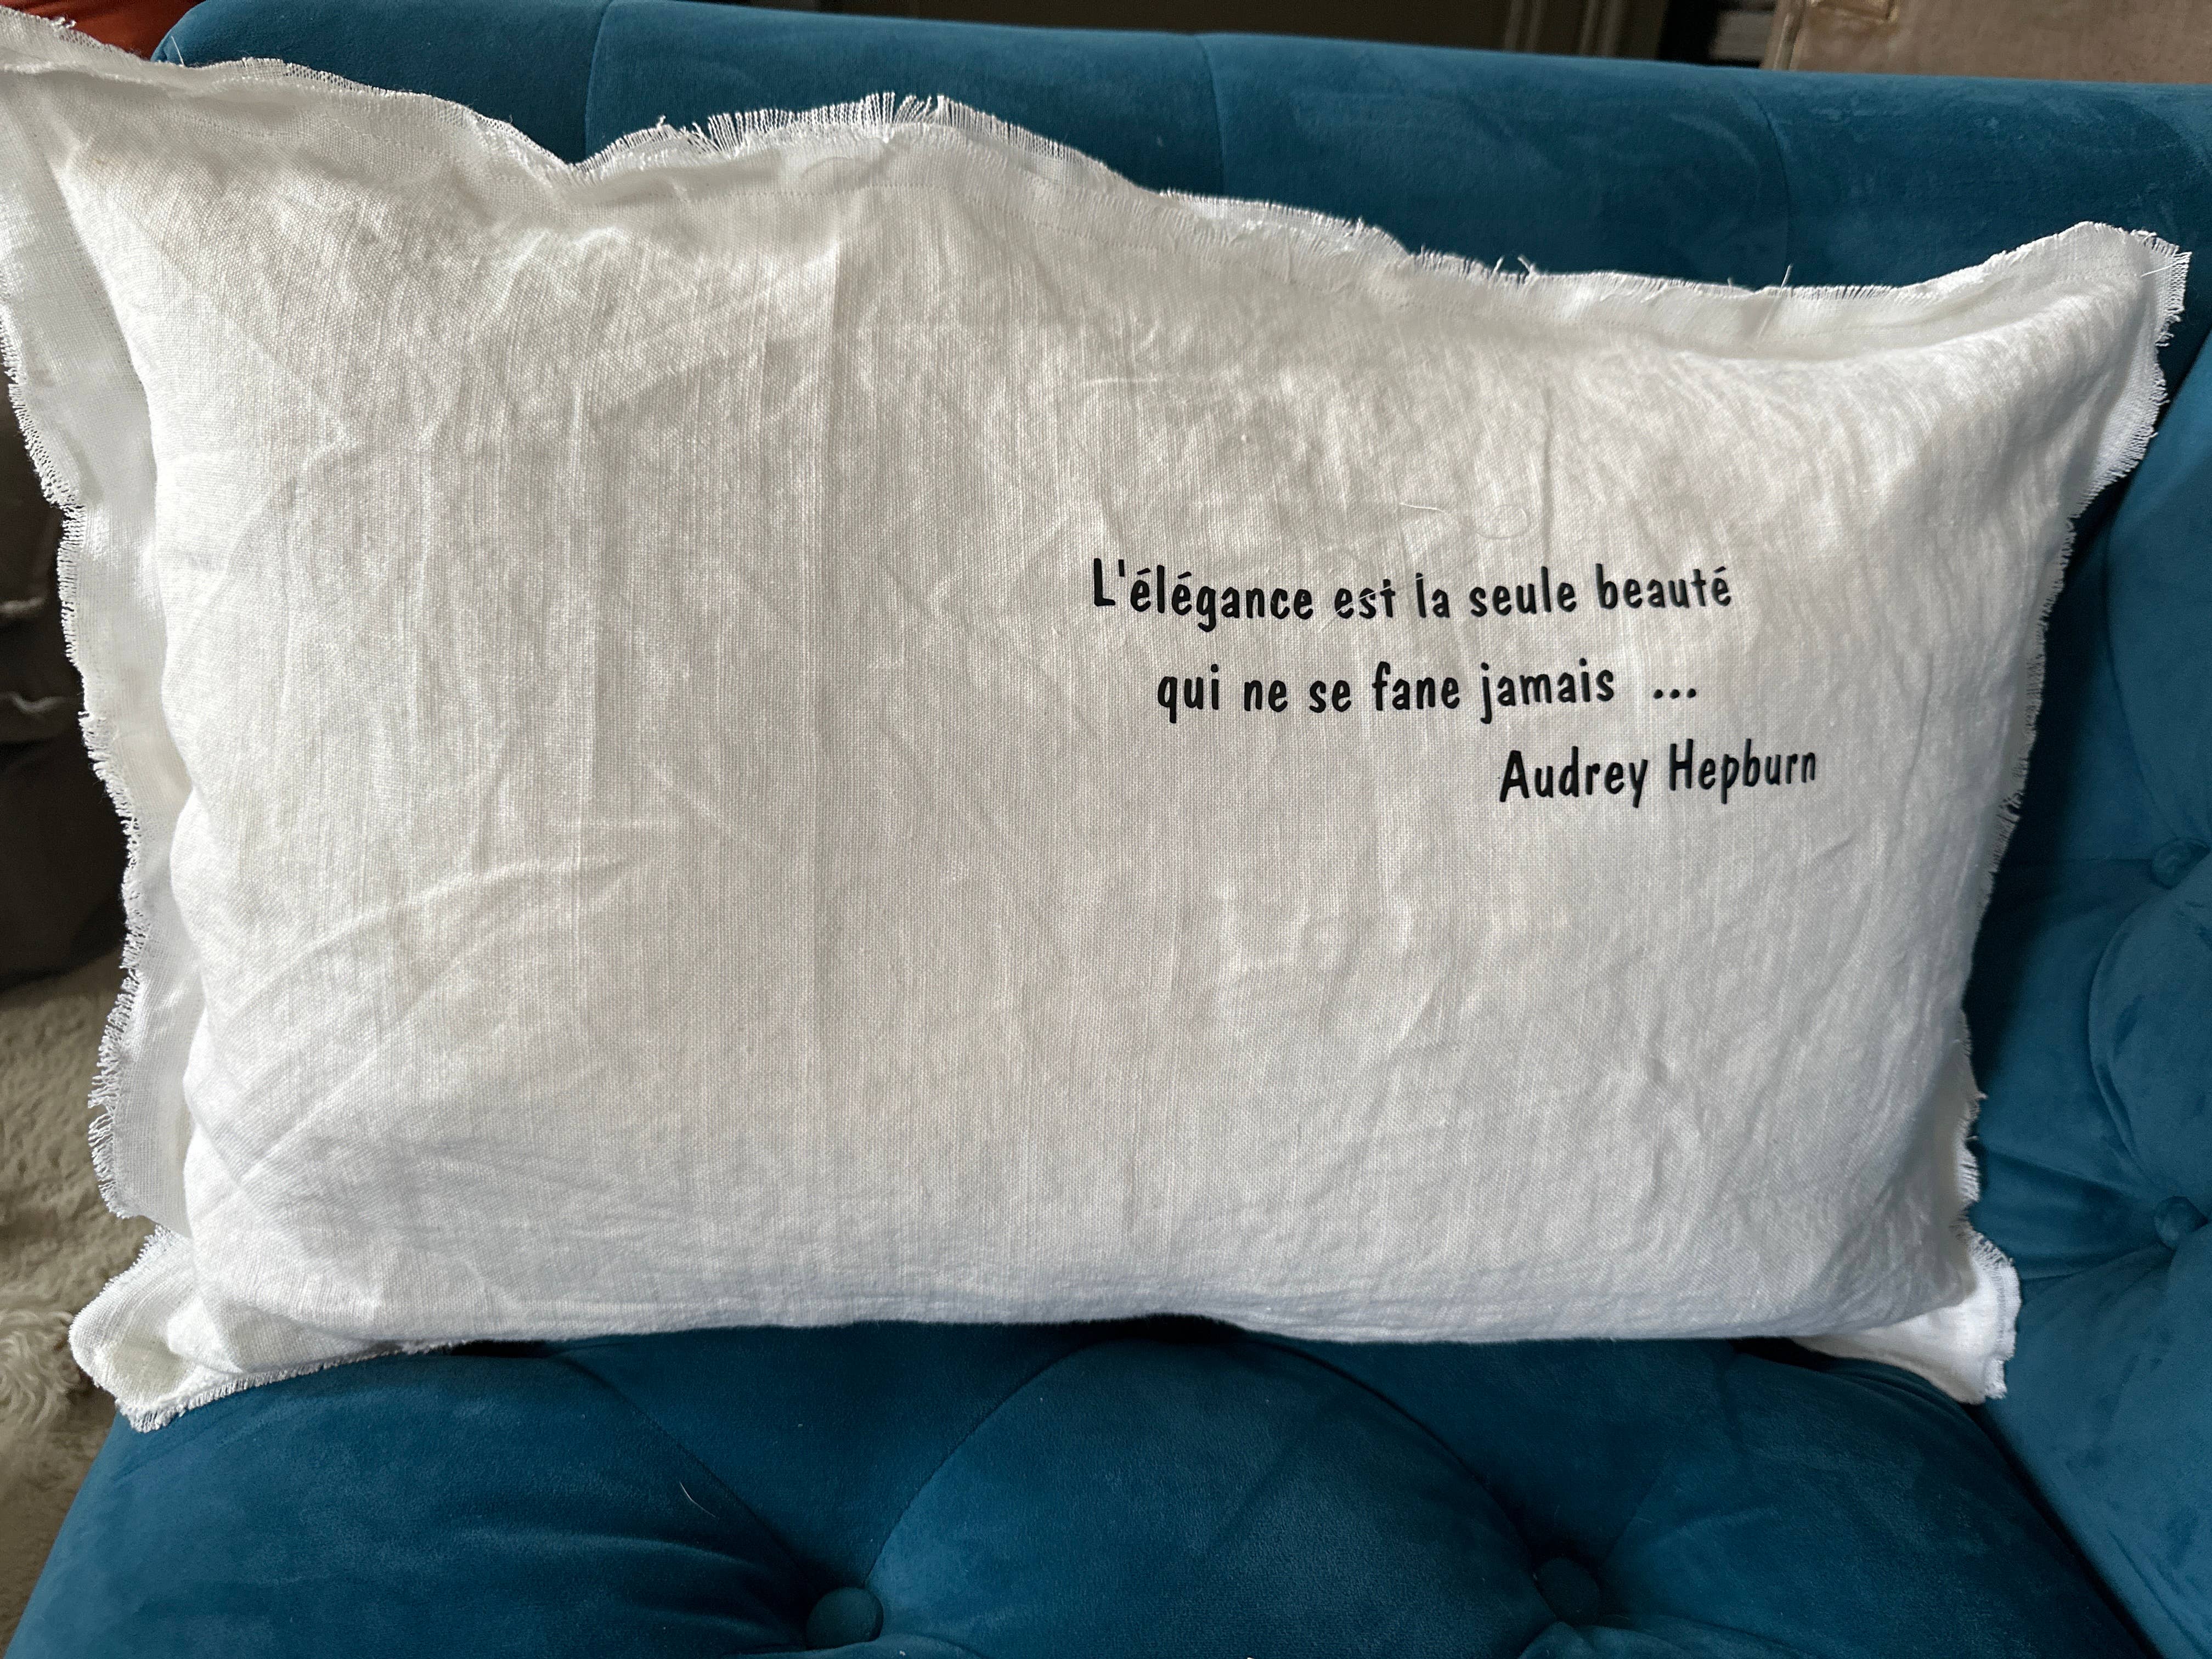 L'élégance est la seule beauté
qui ne se fane jamais ...
Audrey Hepburn